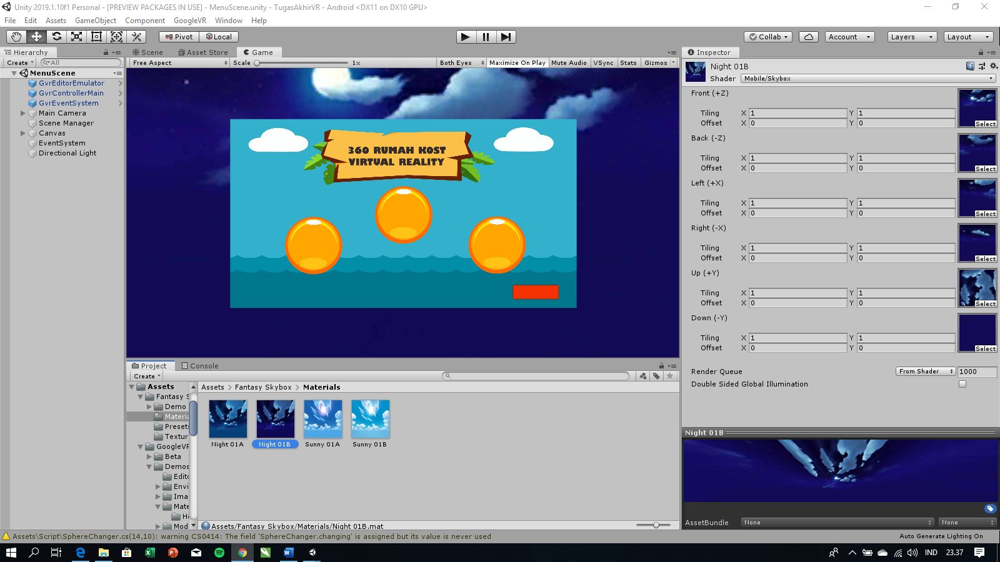 Unity 2019.1.10f1 Personal - [PREVIEW PACKAGES IN USE] - MenuScene.unity - TugasAkhirVR - Android <DX11 on DX10 GPU>
File Edit Assets GameObject Component GoogleVR Window Help
Pivot Local Collab Account Layers Layout
Hierarchy Scene Asset Store Game Inspector
Create All Free Aspect Scale 1x Both Eyes Maximize On Play Mute Audio VSync Stats Gizmos
MenuScene
GvrEditorEmulator
GvrControllerMain
GvrEventSystem
Main Camera
Scene Manager
Canvas
EventSystem
Directional Light
360 RUMAH KOST
VIRTUAL REALITY
Night 01B
Shader Mobile/Skybox
Front (+Z)
Tiling X 1 Y 1
Offset X 0 Y 0
Select
Back (-Z)
Tiling X 1 Y 1
Offset X 0 Y 0
Select
Left (+X)
Tiling X 1 Y 1
Offset X 0 Y 0
Select
Right (-X)
Tiling X 1 Y 1
Offset X 0 Y 0
Select
Up (+Y)
Tiling X 1 Y 1
Offset X 0 Y 0
Select
Down (-Y)
Tiling X 1 Y 1
Offset X 0 Y 0
Select
Render Queue From Shader 1000
Double Sided Global Illumination
Project Console
Create
Assets
Fantasy S
Demo
Materia
Presets
Textur
GoogleVR
Beta
Demos
Edito
Envi
Ima
Mate
H
Mod
Assets > Fantasy Skybox > Materials
Night 01A Night 01B Sunny 01A Sunny 01B
Assets/Fantasy Skybox/Materials/Night 01B.mat
Night 01B
AssetBundle None None
Assets\Script\SphereChanger.cs(14,10): warning CS0414: The field 'SphereChanger.changing' is assigned but its value is never used
Auto Generate Lighting On
IND 23.37